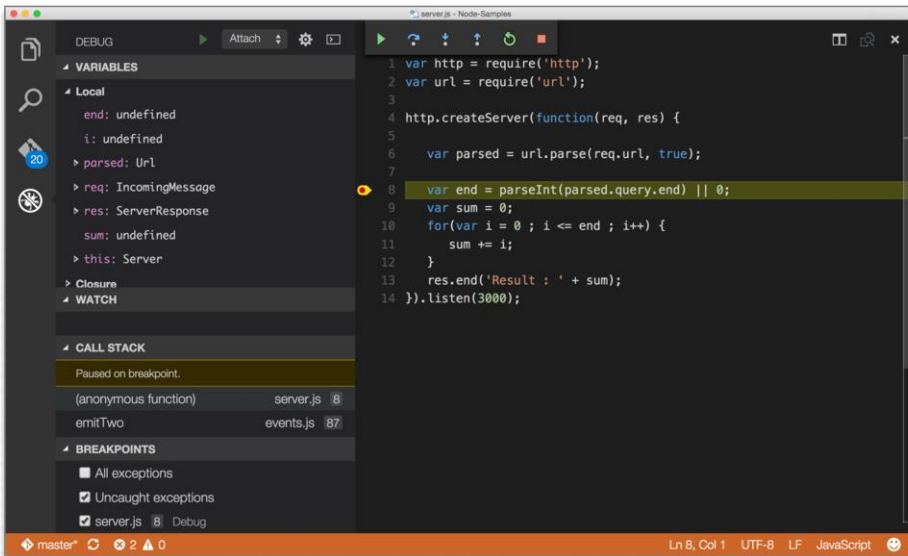 server.js - Node-Samples
DEBUG Attach
VARIABLES
Local
end: undefined
i: undefined
parsed: Url
req: IncomingMessage
res: ServerResponse
sum: undefined
this: Server
Closure
WATCH
CALL STACK
Paused on breakpoint.
(anonymous function) server.js 8
emitTwo events.js 87
BREAKPOINTS
All exceptions
Uncaught exceptions
server.js 8 Debug
20
1 var http = require('http');
2 var url = require('url');
3
4 http.createServer(function(req, res) {
5
6 var parsed = url.parse(req.url, true);
7
8 var end = parseInt(parsed.query.end) || 0;
9 var sum = 0;
10 for(var i = 0 ; i <= end ; i++) {
11 sum += i;
12 }
13 res.end('Result : ' + sum);
14 }).listen(3000);
master* 2 0 Ln 8, Col 1 UTF-8 LF JavaScript